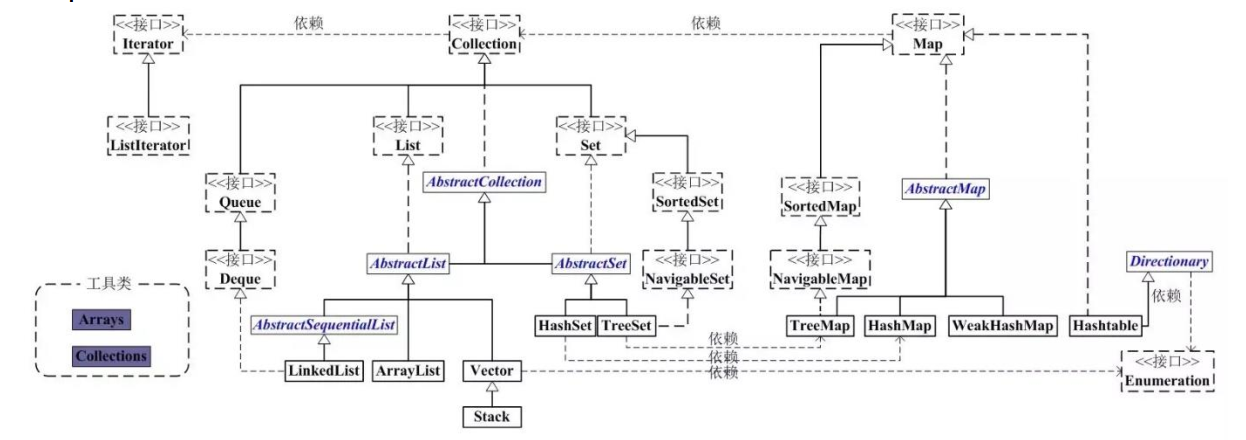 <<接口>>
Iterator
依赖
<<接口>>
Collection
依赖
<<接口>>
Map
<<接口>>
ListIterator
<<接口>>
List
<<接口>>
Set
<<接口>>
Queue
AbstractCollection
<<接口>>
SortedSet
<<接口>>
SortedMap
AbstractMap
<<接口>>
Deque
AbstractList
AbstractSet
<<接口>>
NavigableSet
<<接口>>
NavigableMap
Directionary
依赖
工具类
Arrays
Collections
AbstractSequentialList
HashSet
TreeSet
TreeMap
HashMap
WeakHashMap
Hashtable
依赖
依赖
依赖
LinkedList
ArrayList
Vector
<<接口>>
Enumeration
Stack